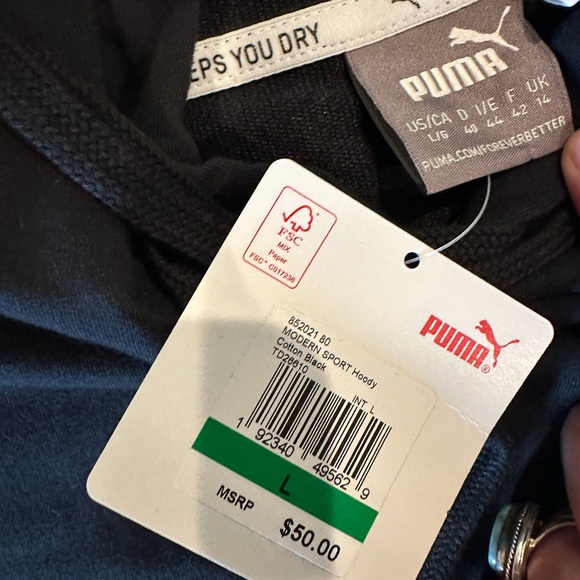 EPS YOU DRY
PUMA
US/CA D I/E F UK
L/G 40 44 42 14
PUMA.COM/FOREVERBETTER
FSC
MIX
Paper
FSC® C017236
PUMA®
852021 80
MODERN SPORT Hoody
Cotton Black
TD28610
INT. L
1 92340 49562 9
L
MSRP $50.00